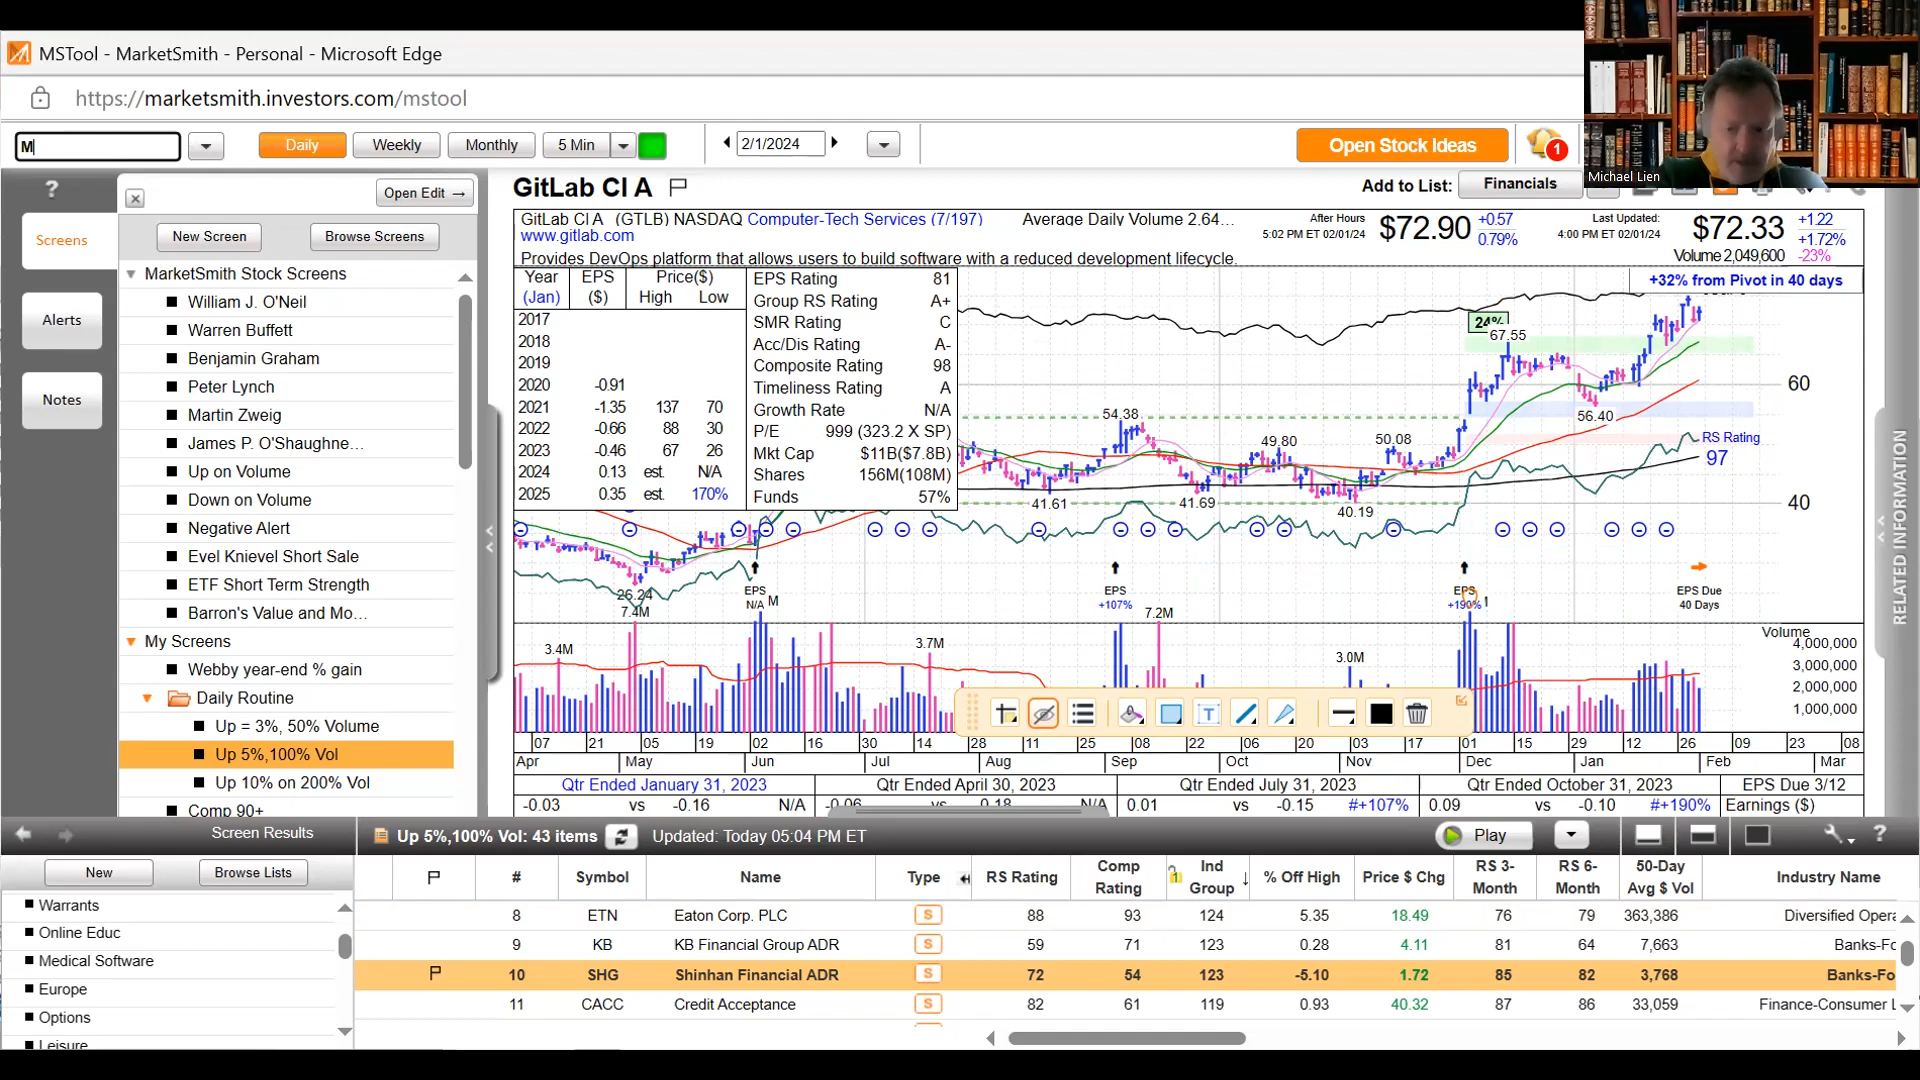 MSTool - MarketSmith - Personal - Microsoft Edge
https://marketsmith.investors.com/mstool
M
Daily
Weekly
Monthly
5 Min
2/1/2024
Open Stock Ideas
1
Michael Lien
?
Screens
Alerts
Notes
Open Edit →
New Screen
Browse Screens
MarketSmith Stock Screens
William J. O'Neil
Warren Buffett
Benjamin Graham
Peter Lynch
Martin Zweig
James P. O'Shaughne…
Up on Volume
Down on Volume
Negative Alert
Evel Knievel Short Sale
ETF Short Term Strength
Barron's Value and Mo…
My Screens
Webby year-end % gain
Daily Routine
Up = 3%, 50% Volume
Up 5%,100% Vol
Up 10% on 200% Vol
Comp 90+
GitLab Cl A
Add to List:
Financials
GitLab Cl A (GTLB) NASDAQ Computer-Tech Services (7/197) Average Daily Volume 2.64…
www.gitlab.com
Provides DevOps platform that allows users to build software with a reduced development lifecycle.
After Hours
5:02 PM ET 02/01/24
$72.90
+0.57
0.79%
Last Updated:
4:00 PM ET 02/01/24
$72.33
+1.22
+1.72%
Volume 2,049,600 -23%
+32% from Pivot in 40 days
Year EPS Price($)
(Jan) ($) High Low
2017
2018
2019
2020 -0.91
2021 -1.35 137 70
2022 -0.66 88 30
2023 -0.46 67 26
2024 0.13 est. N/A
2025 0.35 est. 170%
EPS Rating 81
Group RS Rating A+
SMR Rating C
Acc/Dis Rating A-
Composite Rating 98
Timeliness Rating A
Growth Rate N/A
P/E 999 (323.2 X SP)
Mkt Cap $11B($7.8B)
Shares 156M(108M)
Funds 57%
24%
67.55
60
56.40
54.38
49.80
50.08
RS Rating
97
41.61
41.69
40.19
40
26.24
7.4M
EPS
N/A
M
EPS
+107%
7.2M
EPS
+190%
EPS Due
40 Days
3.4M
3.7M
3.0M
Volume
4,000,000
3,000,000
2,000,000
1,000,000
T
07 21 05 19 02 16 30 14 28 11 25 08 22 06 20 03 17 01 15 29 12 26 09 23 08
Apr May Jun Jul Aug Sep Oct Nov Dec Jan Feb Mar
Qtr Ended January 31, 2023 Qtr Ended April 30, 2023 Qtr Ended July 31, 2023 Qtr Ended October 31, 2023 EPS Due 3/12
-0.03 vs -0.16 N/A -0.06 vs 0.18 N/A 0.01 vs -0.15 #+107% 0.09 vs -0.10 #+190% Earnings ($)
RELATED INFORMATION
Screen Results
Up 5%,100% Vol: 43 items
Updated: Today 05:04 PM ET
Play
?
New
Browse Lists
Warrants
Online Educ
Medical Software
Europe
Options
Leisure
# Symbol Name Type RS Rating Comp Rating Ind Group % Off High Price $ Chg RS 3-Month RS 6-Month 50-Day Avg $ Vol Industry Name
8 ETN Eaton Corp. PLC S 88 93 124 5.35 18.49 76 79 363,386 Diversified Opera
9 KB KB Financial Group ADR S 59 71 123 0.28 4.11 81 64 7,663 Banks-Fo
10 SHG Shinhan Financial ADR S 72 54 123 -5.10 1.72 85 82 3,768 Banks-Fo
11 CACC Credit Acceptance S 82 61 119 0.93 40.32 87 86 33,059 Finance-Consumer L